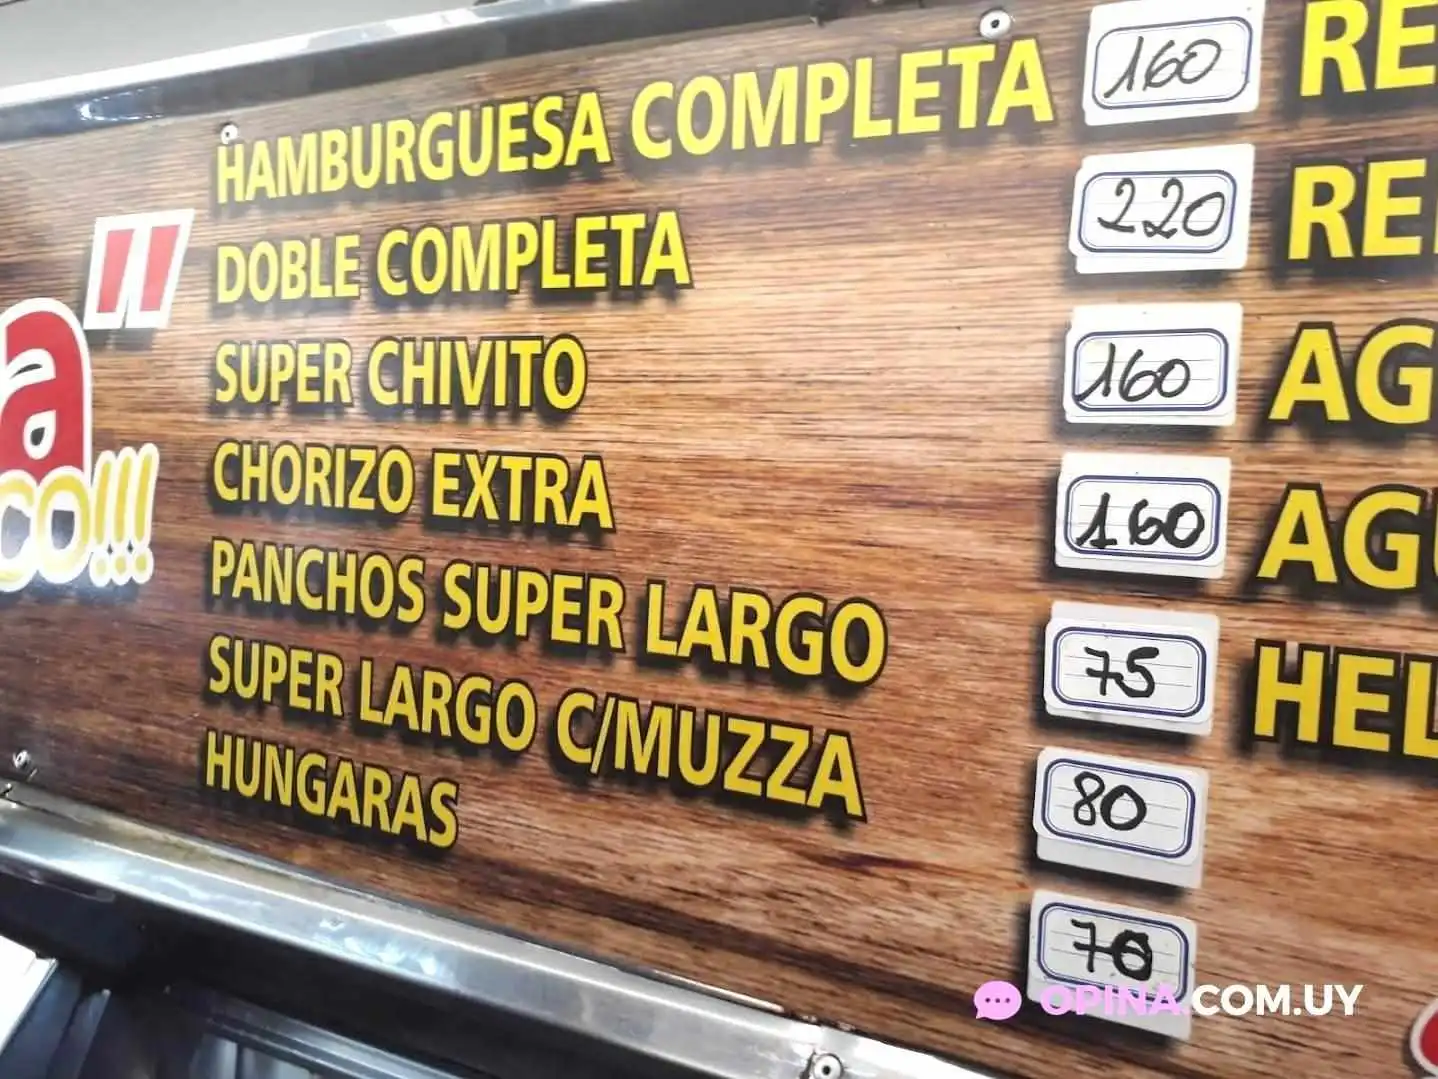 HAMBURGUESA COMPLETA 160
DOBLE COMPLETA 220
SUPER CHIVITO 160
CHORIZO EXTRA 160
PANCHOS SUPER LARGO 75
SUPER LARGO C/MUZZA 80
HUNGARAS 70
OPINA.COM.UY